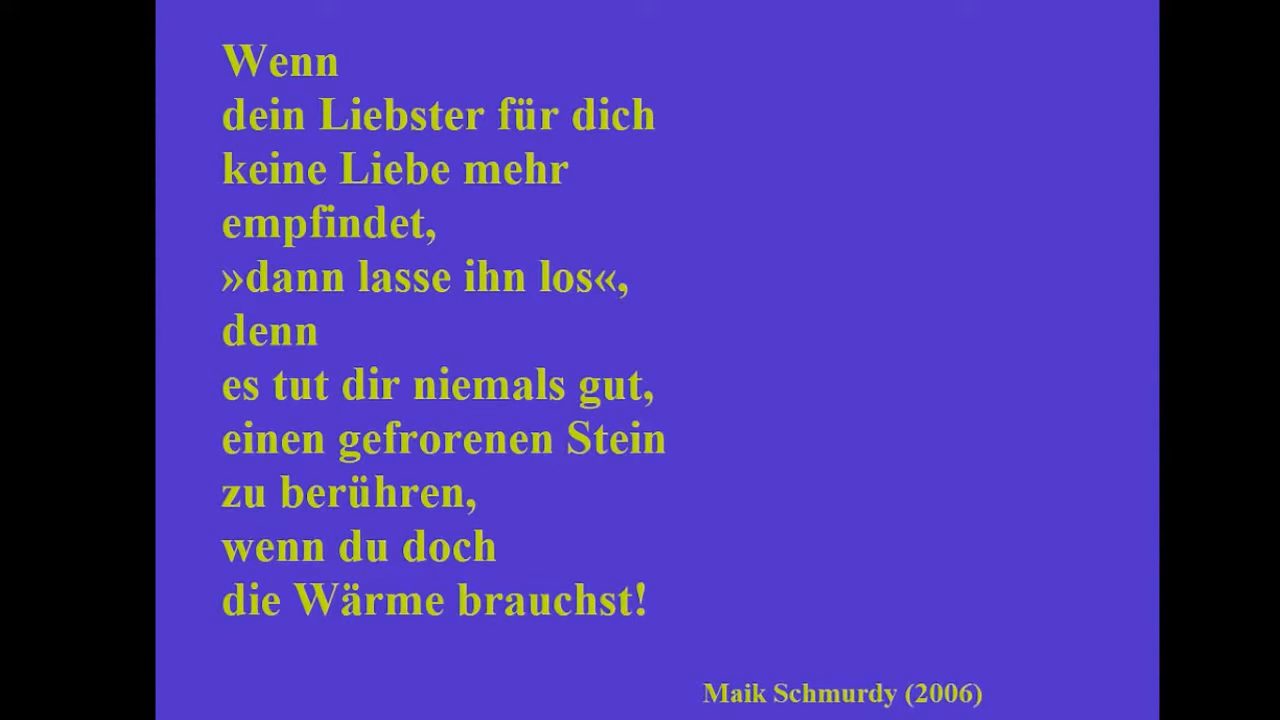 Wenn
dein Liebster für dich
keine Liebe mehr
empfindet,
»dann lasse ihn los«,
denn
es tut dir niemals gut,
einen gefrorenen Stein
zu berühren,
wenn du doch
die Wärme brauchst!
Maik Schmurdy (2006)